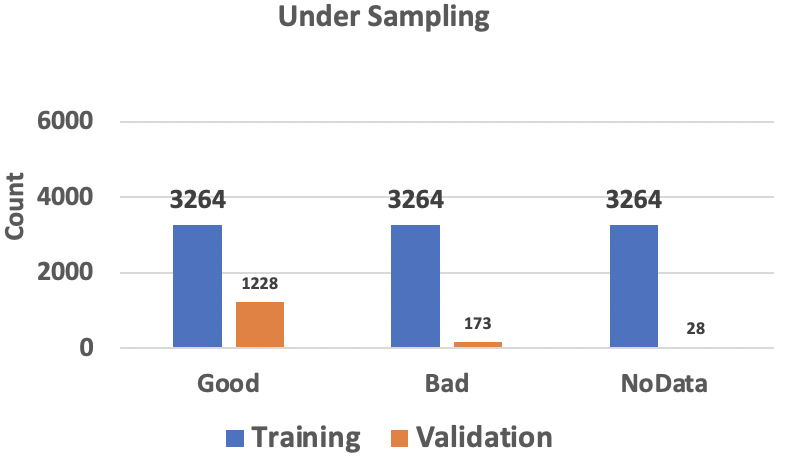 Under Sampling
Count
6000
4000
2000
0
3264
1228
3264
173
3264
28
Good
Bad
NoData
Training
Validation